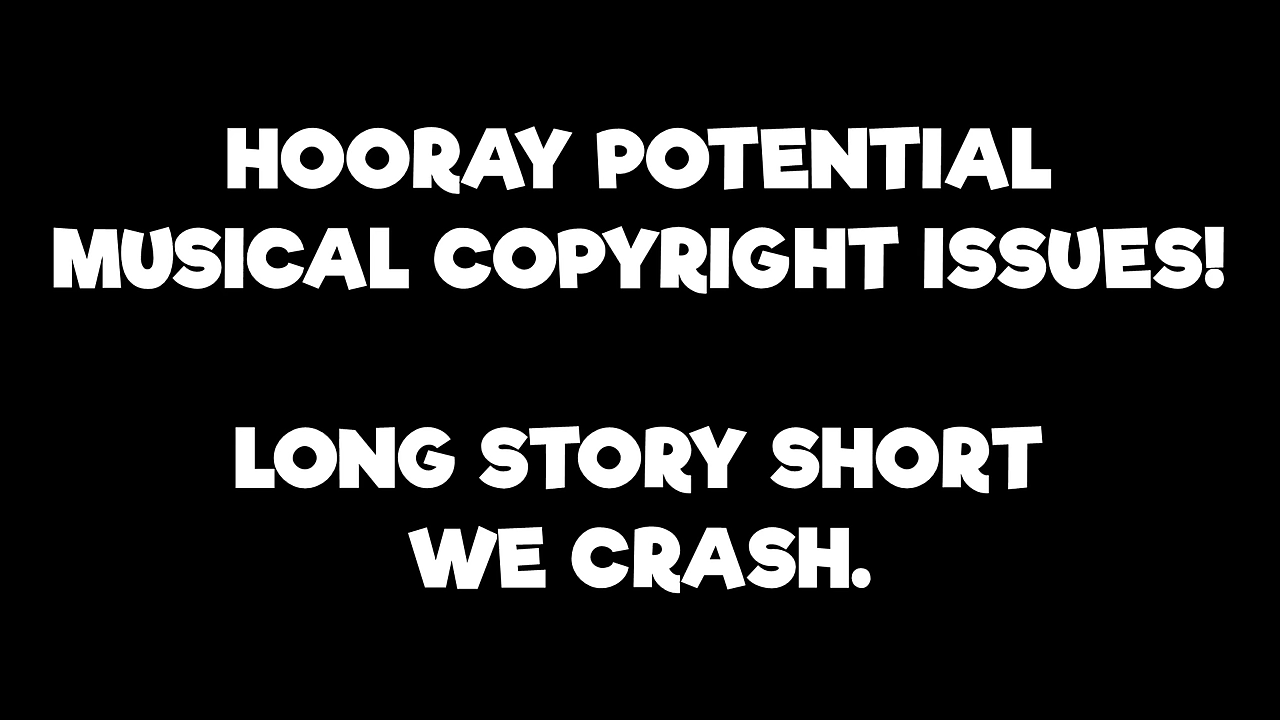 HOORAY POTENTIAL
MUSICAL COPYRIGHT ISSUES!
LONG STORY SHORT
WE CRASH.